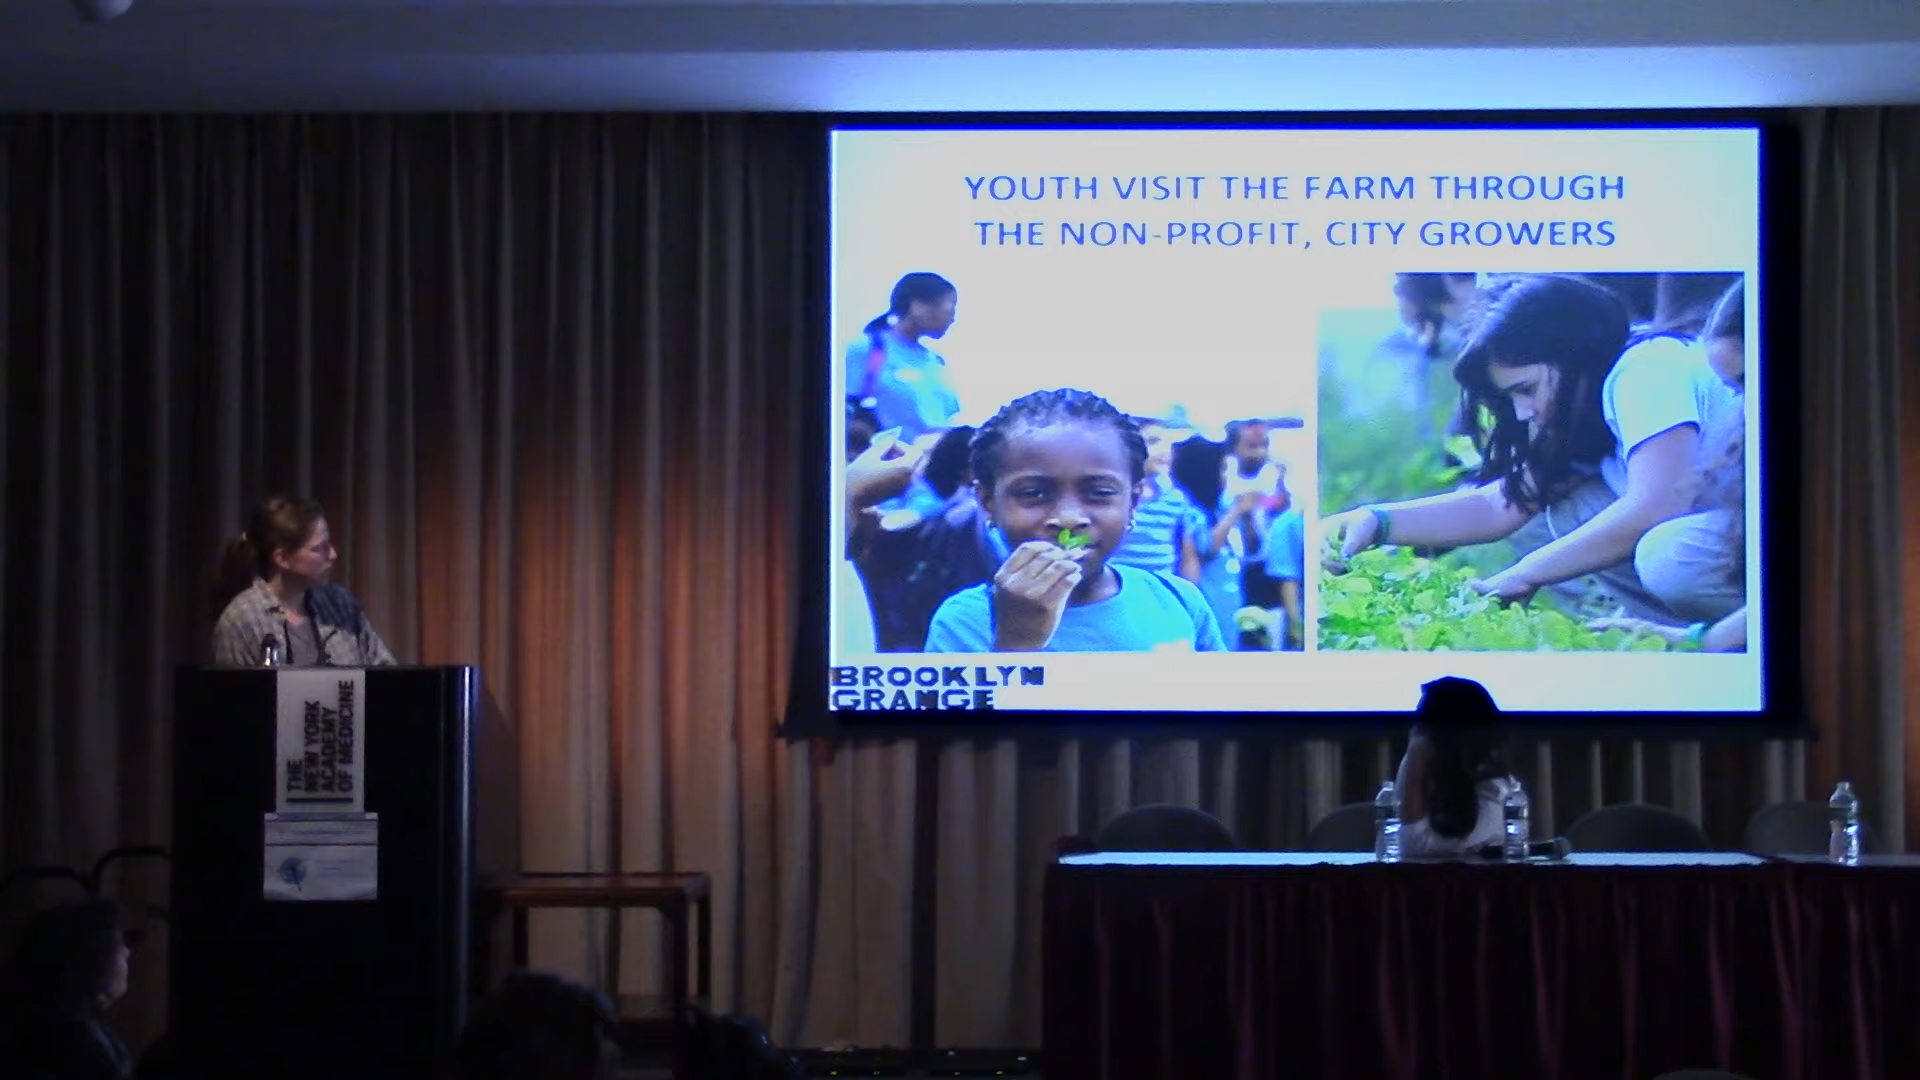 YOUTH VISIT THE FARM THROUGH
THE NON-PROFIT, CITY GROWERS
BROOKLYN
GRANGE
THE
NEW YORK
ACADEMY
OF MEDICINE